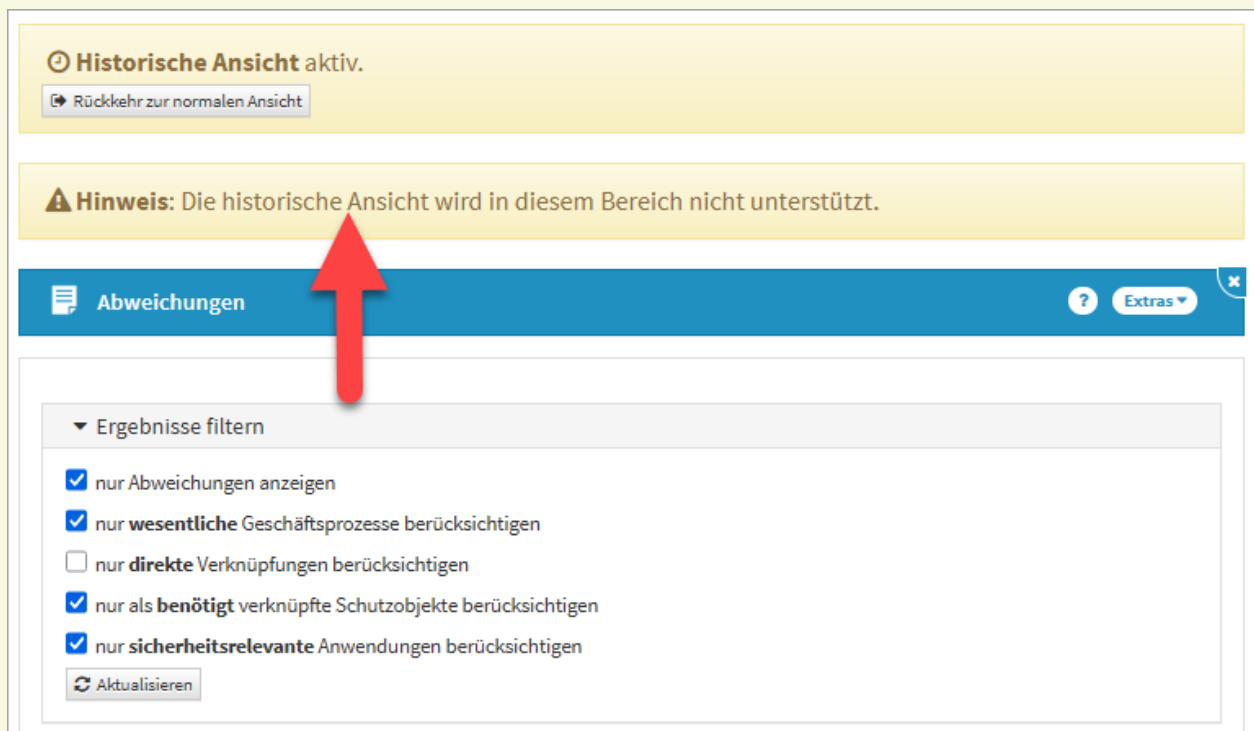 Historische Ansicht aktiv.
Rückkehr zur normalen Ansicht
Hinweis: Die historische Ansicht wird in diesem Bereich nicht unterstützt.
Abweichungen
? Extras
Ergebnisse filtern
nur Abweichungen anzeigen
nur wesentliche Geschäftsprozesse berücksichtigen
nur direkte Verknüpfungen berücksichtigen
nur als benötigt verknüpfte Schutzobjekte berücksichtigen
nur sicherheitsrelevante Anwendungen berücksichtigen
Aktualisieren